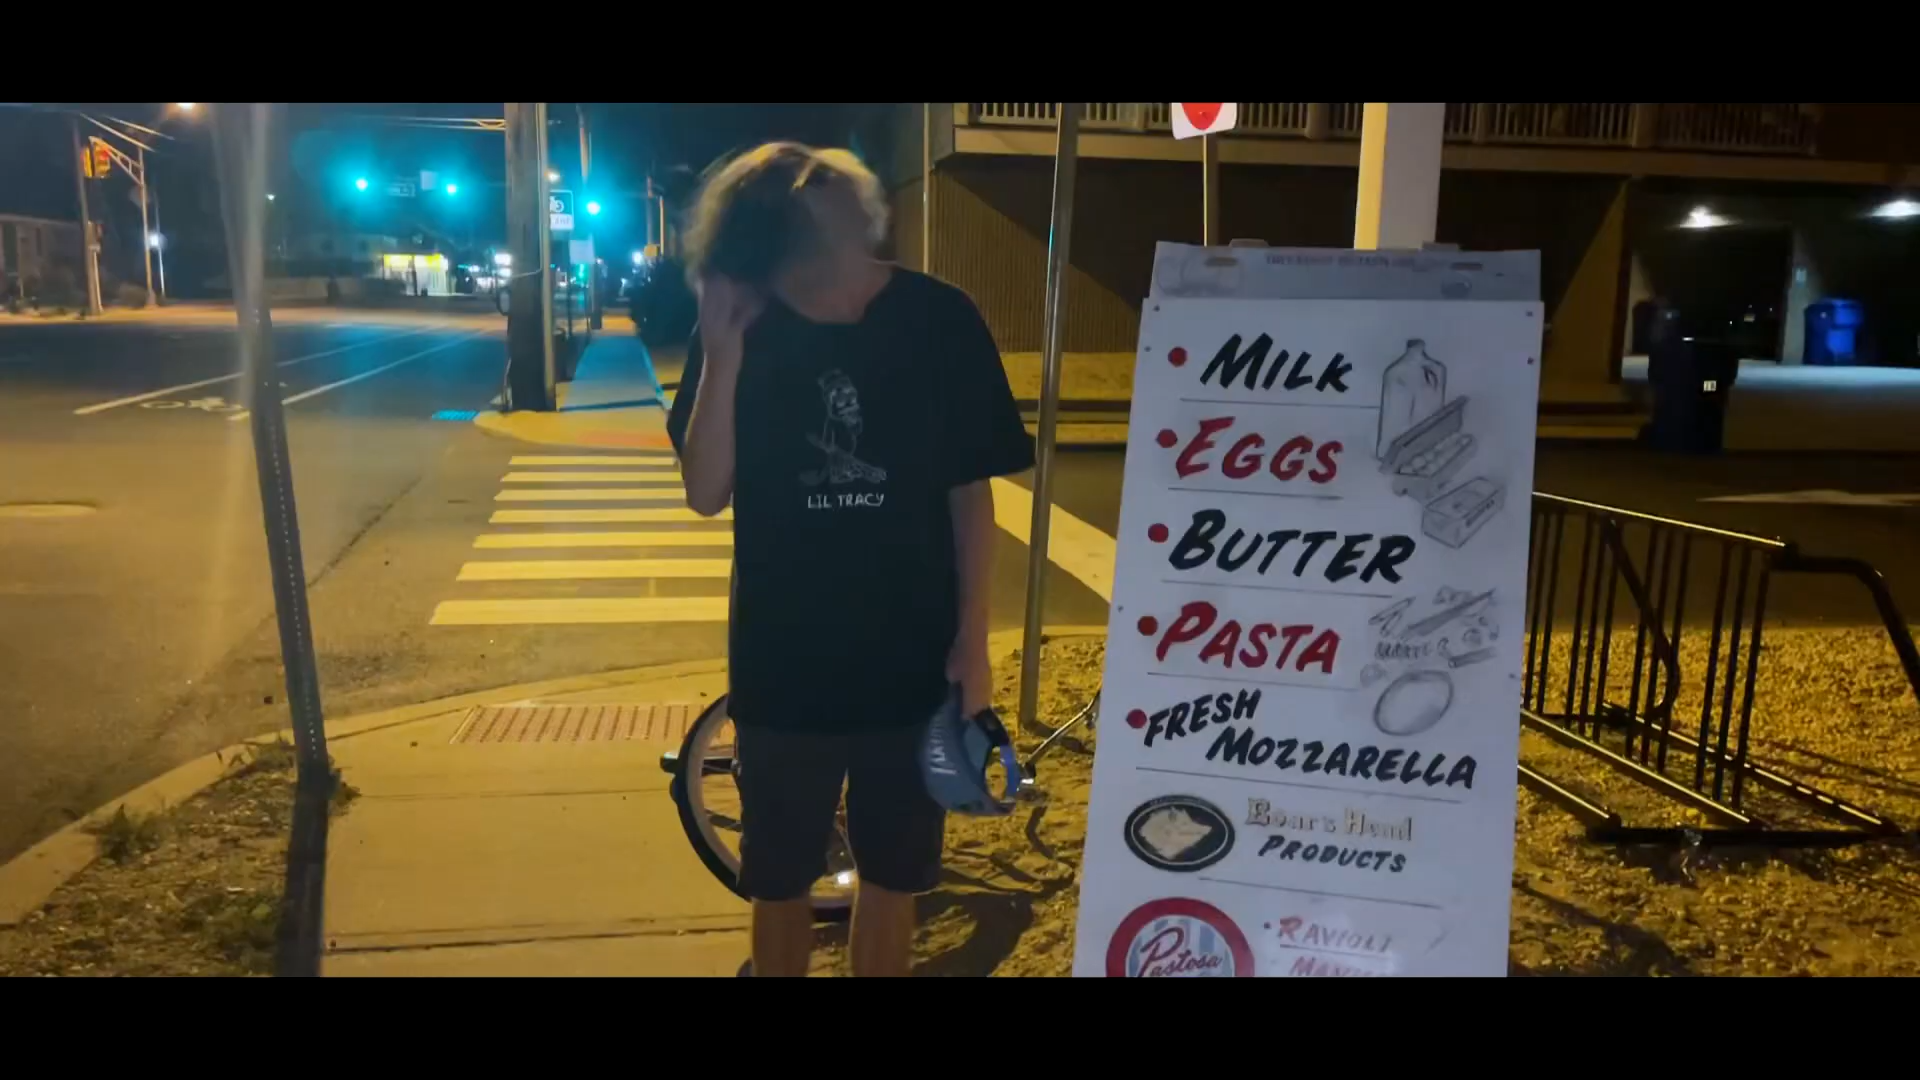 LIL TRACY
• MILK
• EGGS
• BUTTER
• PASTA
• FRESH
MOZZARELLA
Boar's Head
PRODUCTS
Pastosa
• RAVIOLI